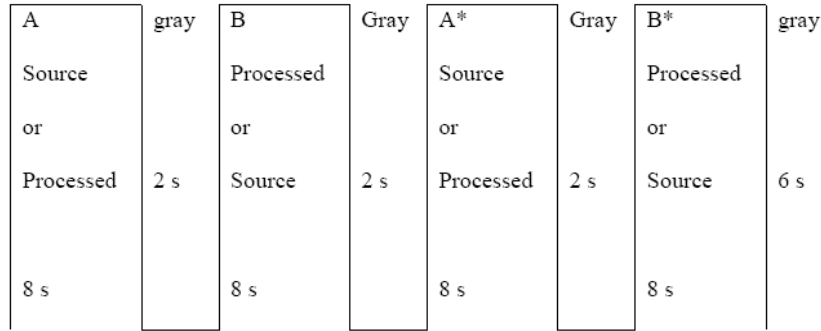 A gray B Gray A* Gray B* gray
Source Processed Source Processed
or or or or
Processed 2 s Source 2 s Processed 2 s Source 6 s
8 s 8 s 8 s 8 s